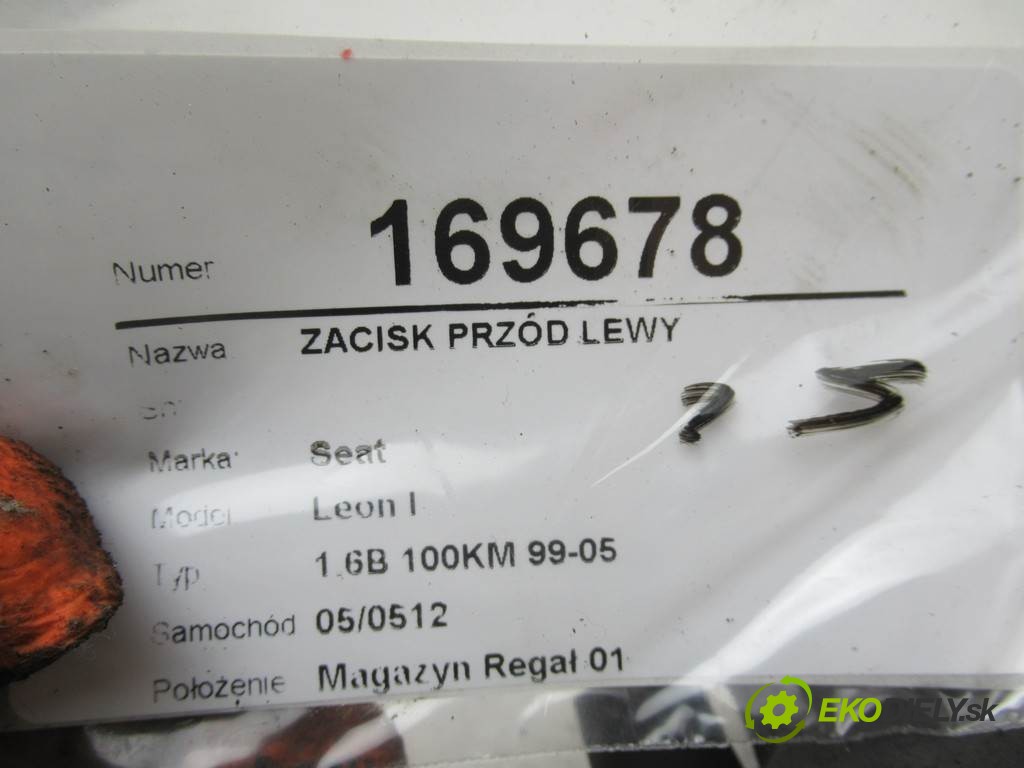 Numer 169678
Nazwa ZACISK PRZÓD LEWY
Marka: Seat
Model Leon I
Typ 1.6B 100KM 99-05
Samochód 05/0512
Położenie Magazyn Regał 01
EKODIELY.sk